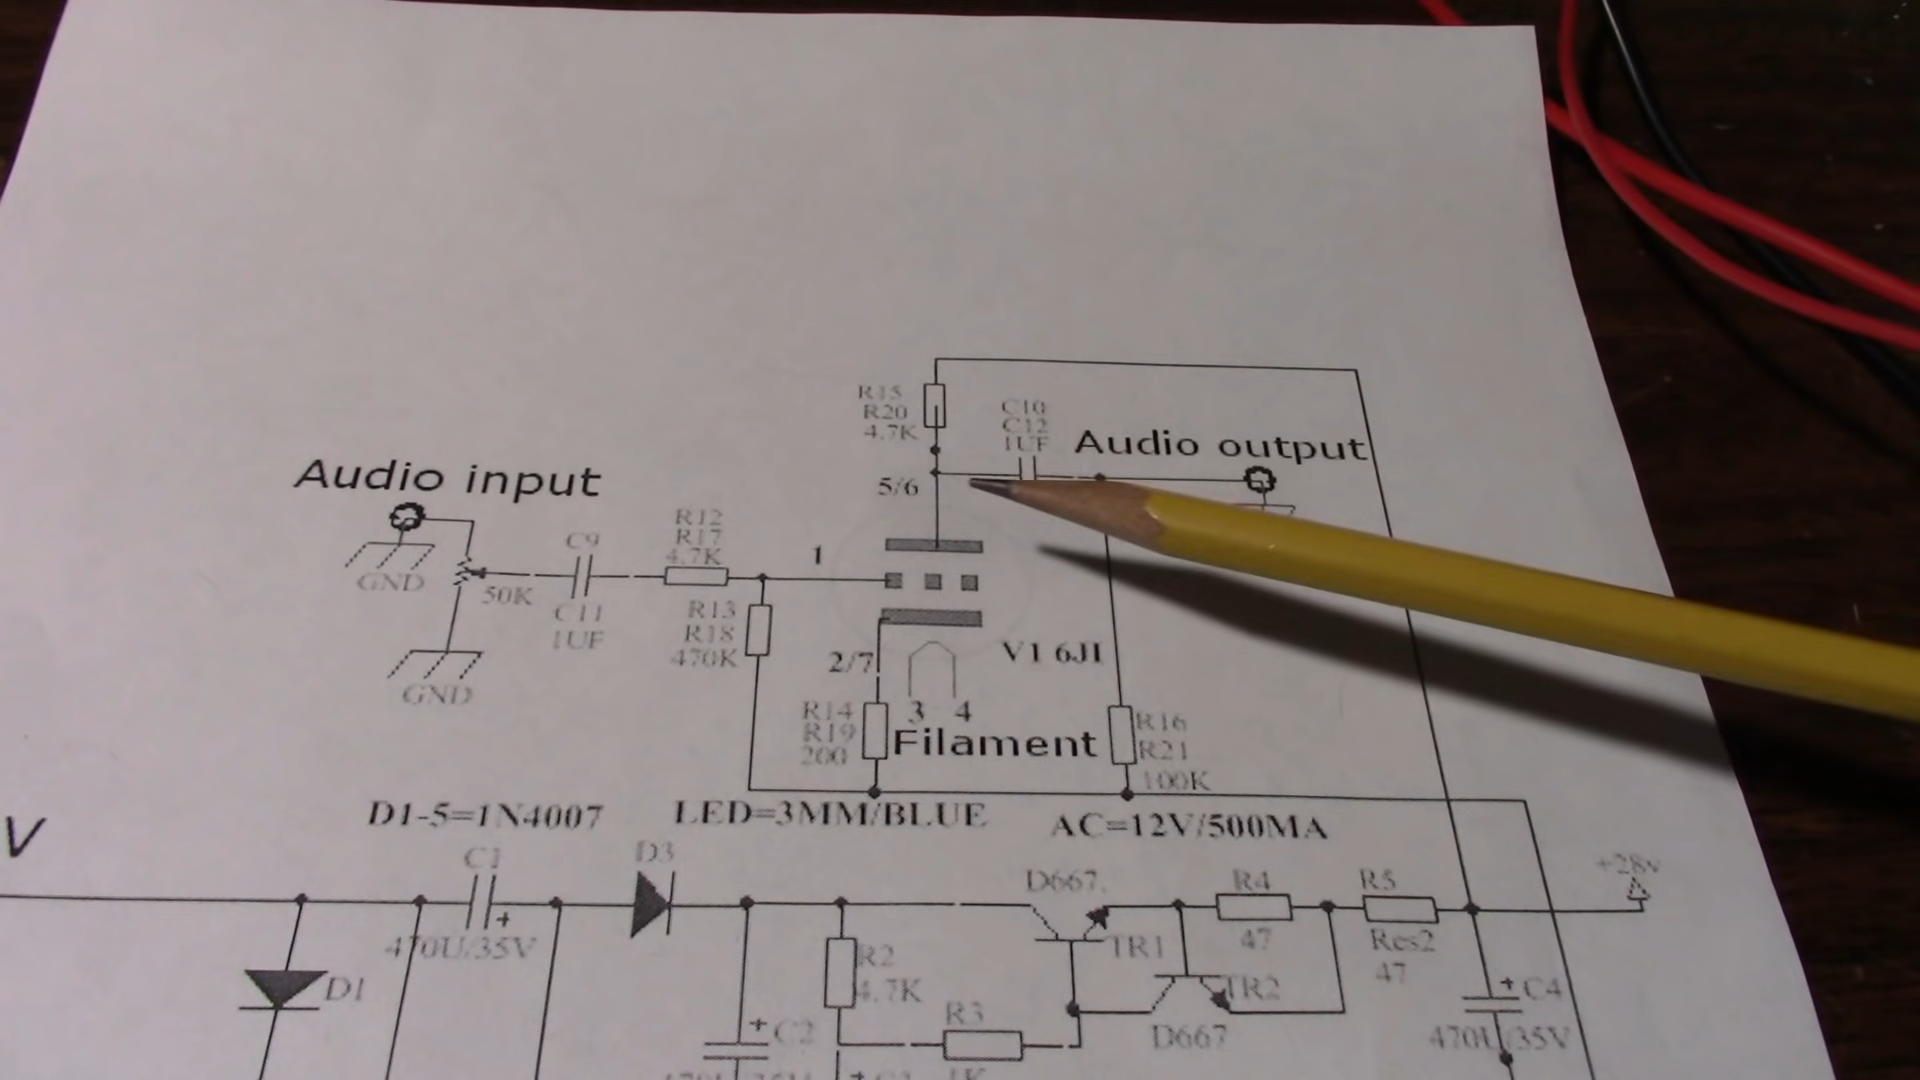 R15
R20
4.7K
C10
C12
1UF
Audio output
5/6
Audio input
GND
50K
C9
C11
1UF
R12
R17
4.7K
1
R13
R18
470K
GND
2/7
V1 6J1
R14
R19
200
3 4
Filament
R16
R21
100K
V
D1-5=1N4007
LED=3MM/BLUE
AC=12V/500MA
C1
+
470U/35V
D3
D667.
TR1
R4
47
R5
Res2
47
+28v
D1
R2
4.7K
TR2
D667
R3
1K
+ C2
+ C4
470U/35V